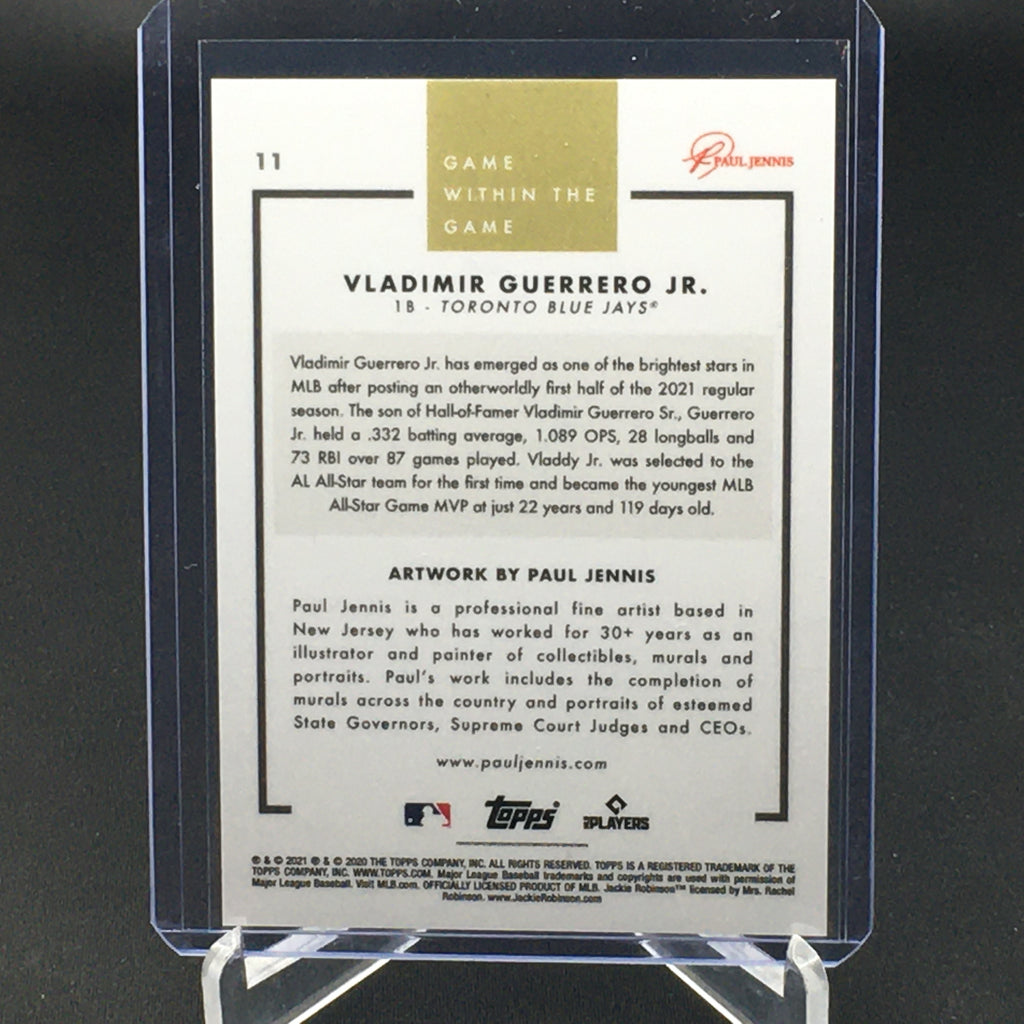 11
GAME
WITHIN THE
GAME
PAUL JENNIS
VLADIMIR GUERRERO JR.
1B - TORONTO BLUE JAYS®
Vladimir Guerrero Jr. has emerged as one of the brightest stars in
MLB after posting an otherworldly first half of the 2021 regular
season. The son of Hall-of-Famer Vladimir Guerrero Sr., Guerrero
Jr. held a .332 batting average, 1.089 OPS, 28 longballs and
73 RBI over 87 games played. Vladdy Jr. was selected to the
AL All-Star team for the first time and became the youngest MLB
All-Star Game MVP at just 22 years and 119 days old.
ARTWORK BY PAUL JENNIS
Paul Jennis is a professional fine artist based in
New Jersey who has worked for 30+ years as an
illustrator and painter of collectibles, murals and
portraits. Paul's work includes the completion of
murals across the country and portraits of esteemed
State Governors, Supreme Court Judges and CEOs.
www.pauljennis.com
Topps
PLAYERS
® & © 2021 ® & © 2020 THE TOPPS COMPANY, INC. ALL RIGHTS RESERVED. TOPPS IS A REGISTERED TRADEMARK OF THE
TOPPS COMPANY, INC. WWW.TOPPS.COM. Major League Baseball trademarks and copyrights are used with permission of
Major League Baseball. Visit MLB.com. OFFICIALLY LICENSED PRODUCT OF MLB. Jackie Robinson™ licensed by Mrs. Rachel
Robinson. www.JackieRobinson.com